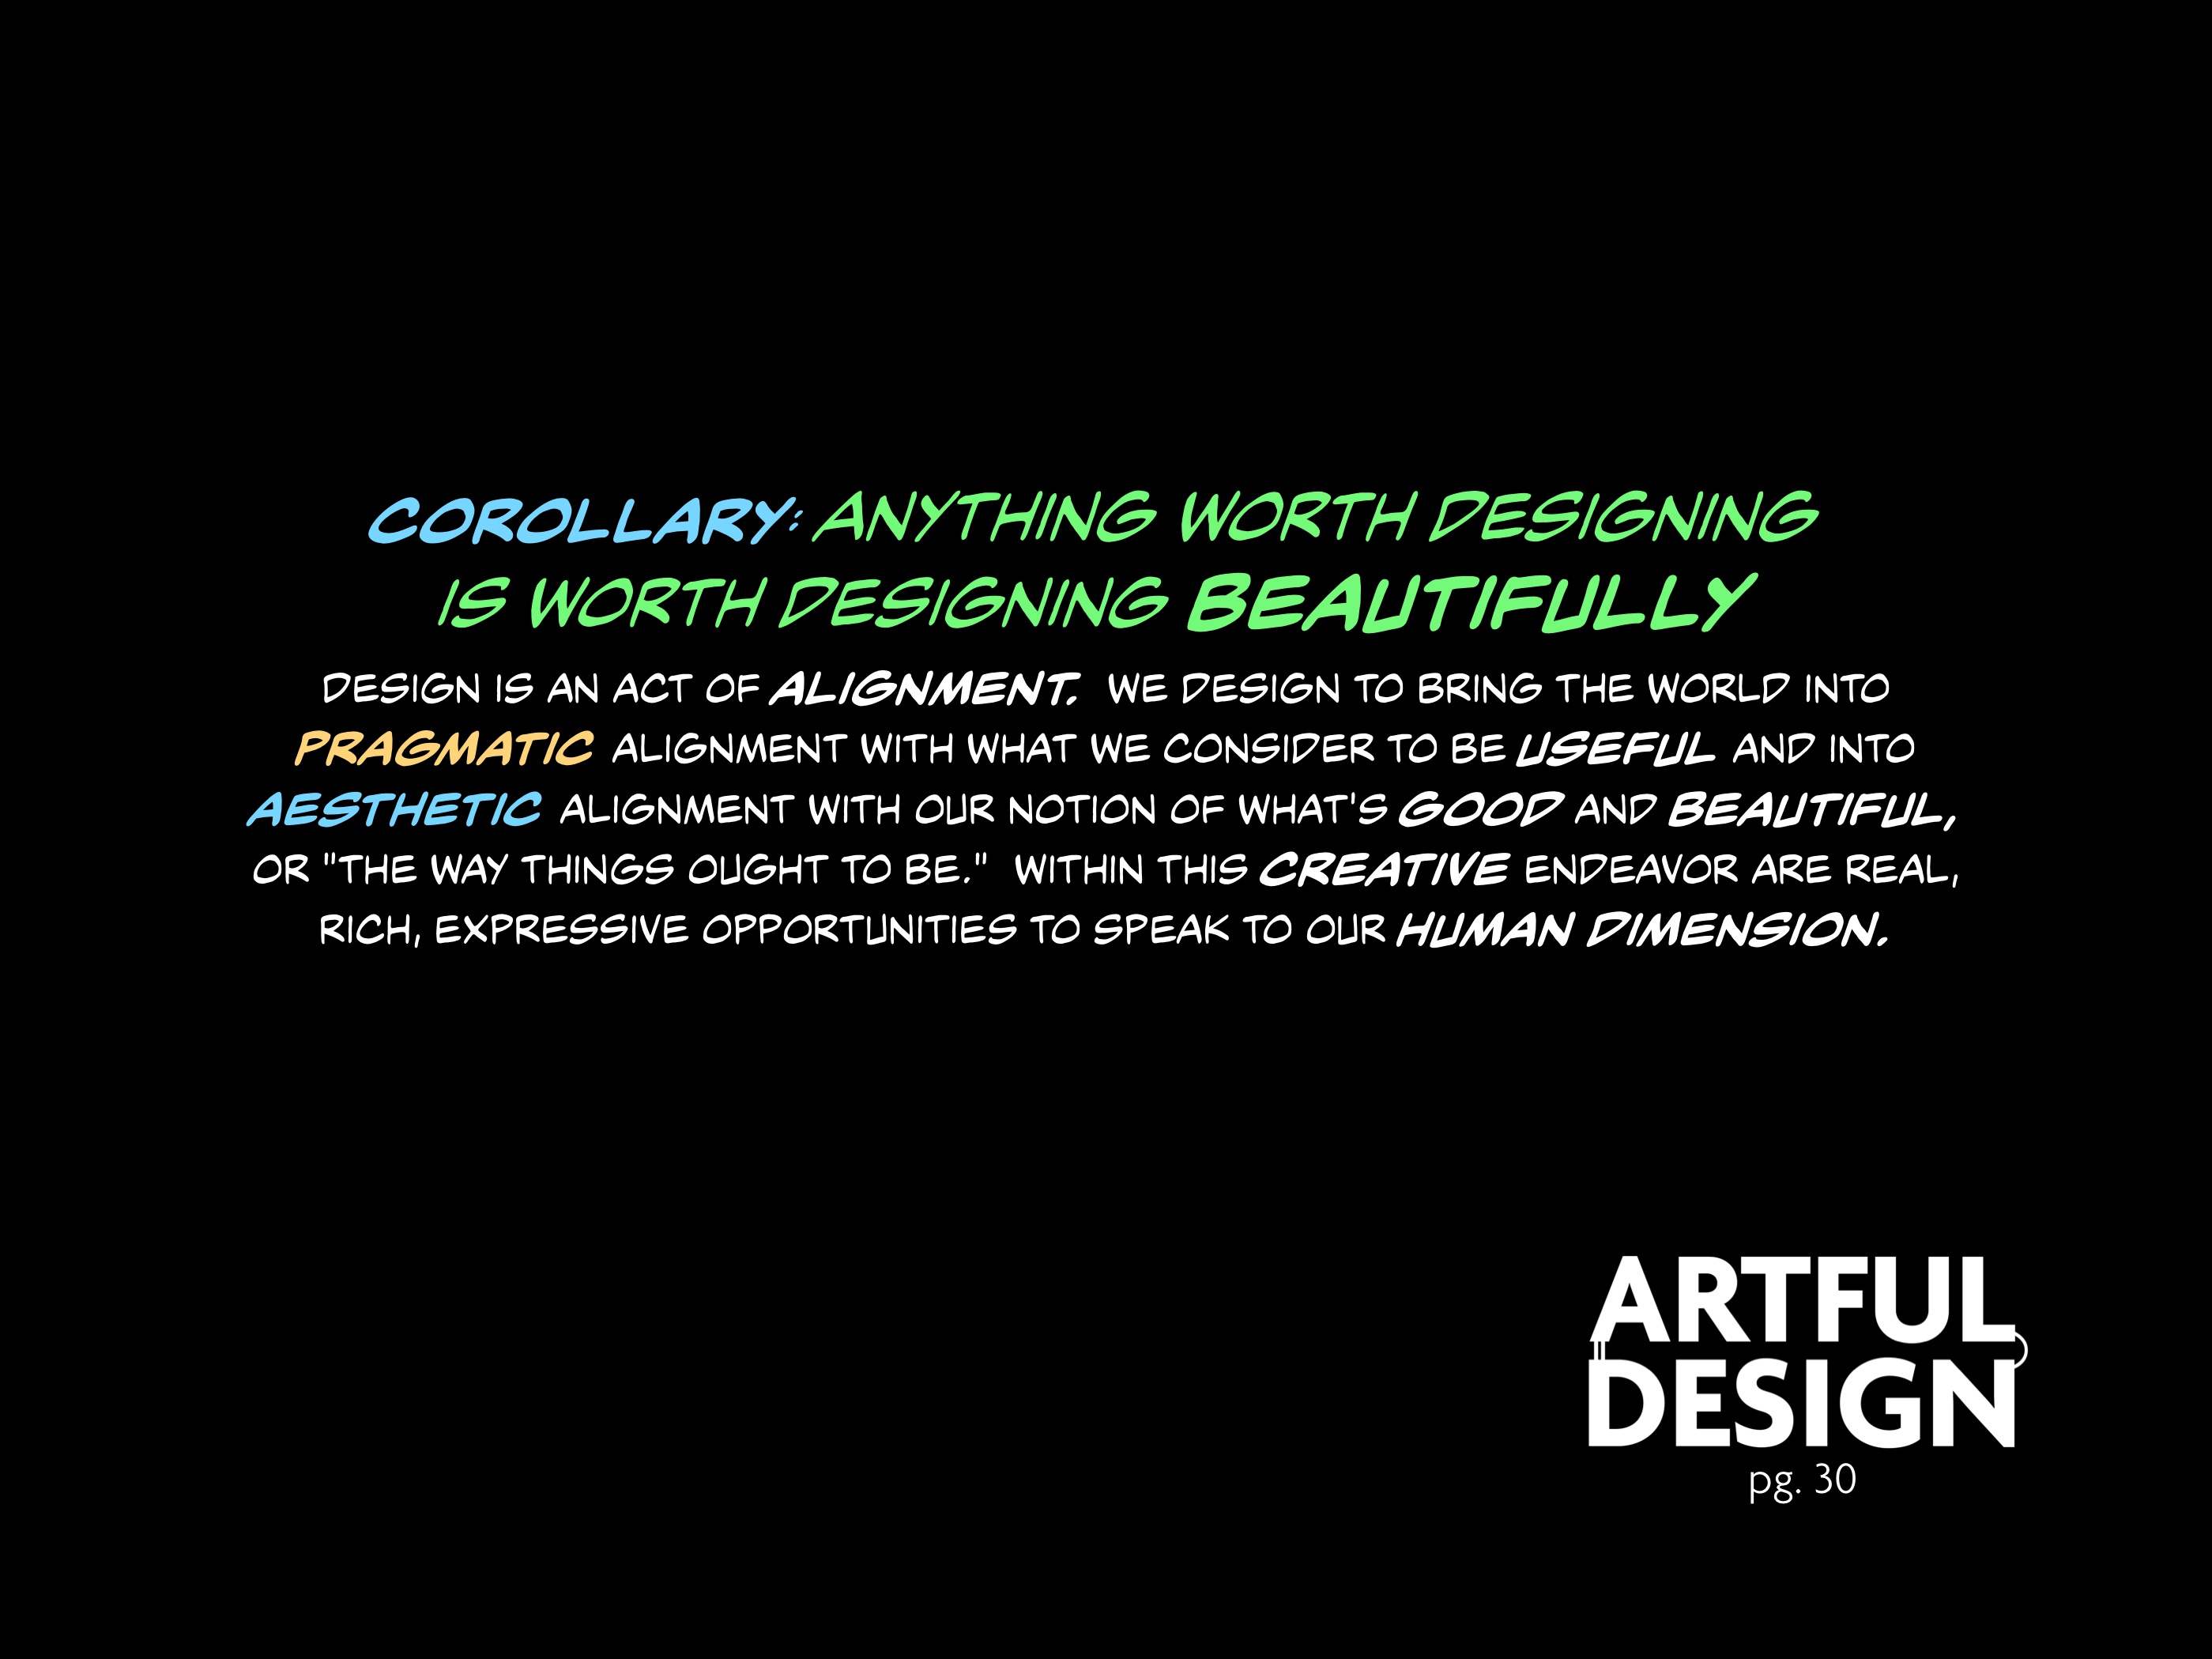 COROLLARY: ANYTHING WORTH DESIGNING
IS WORTH DESIGNING BEAUTIFULLY
DESIGN IS AN ACT OF ALIGNMENT. WE DESIGN TO BRING THE WORLD INTO
PRAGMATIC ALIGNMENT WITH WHAT WE CONSIDER TO BE USEFUL AND INTO
AESTHETIC ALIGNMENT WITH OUR NOTION OF WHAT'S GOOD AND BEAUTIFUL,
OR "THE WAY THINGS OUGHT TO BE." WITHIN THIS CREATIVE ENDEAVOR ARE REAL,
RICH, EXPRESSIVE OPPORTUNITIES TO SPEAK TO OUR HUMAN DIMENSION.
ARTFUL
DESIGN
pg. 30